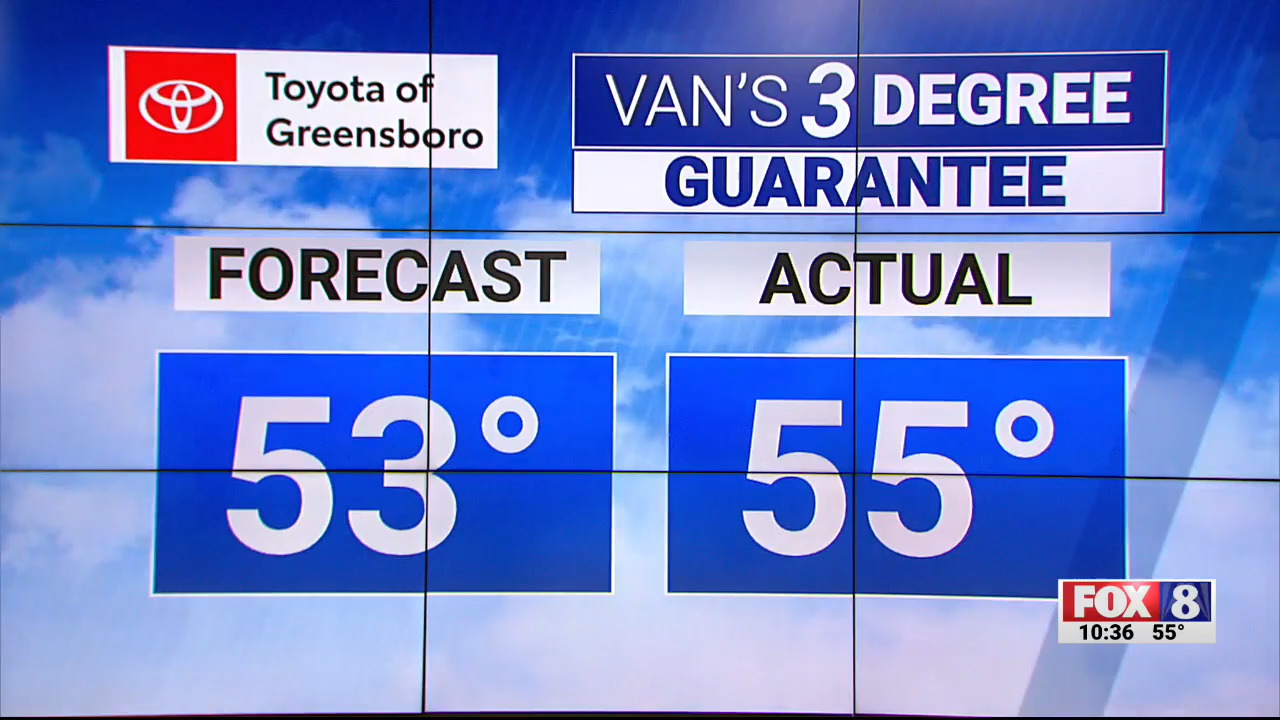 Toyota of
Greensboro
VAN'S 3 DEGREE
GUARANTEE
FORECAST
ACTUAL
53°
55°
FOX 8
10:36 55°